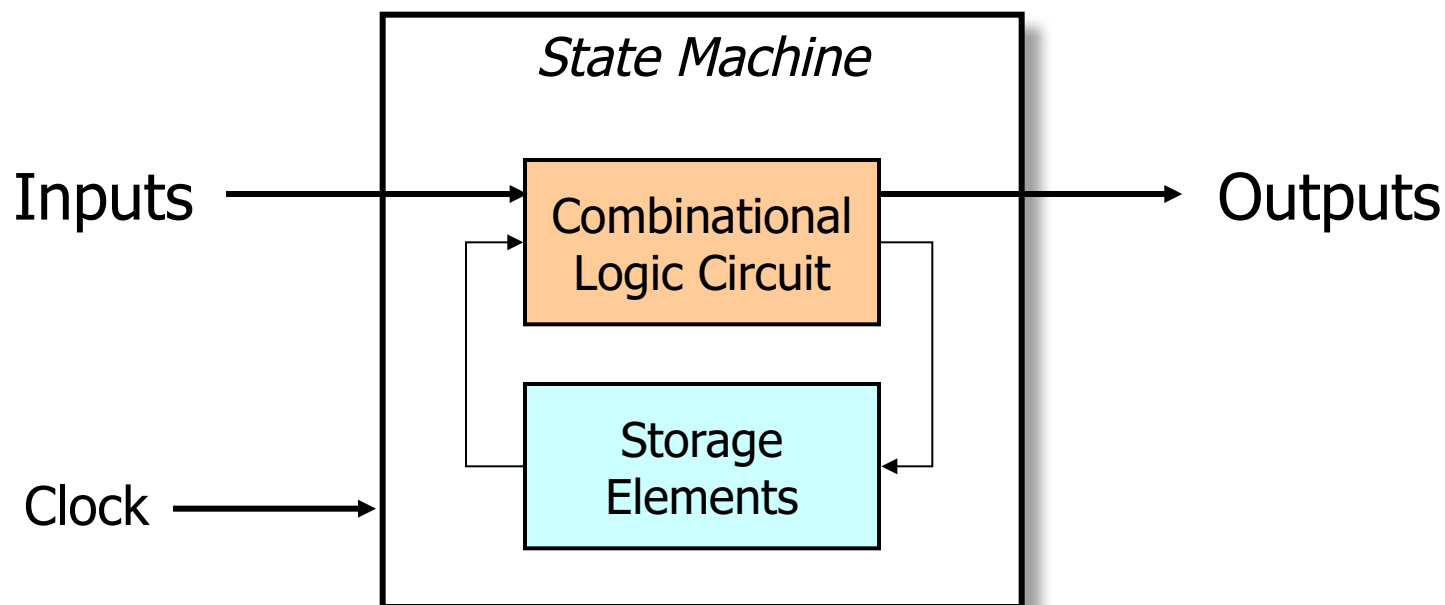 State Machine
Inputs
Combinational
Logic Circuit
Outputs
Storage
Elements
Clock